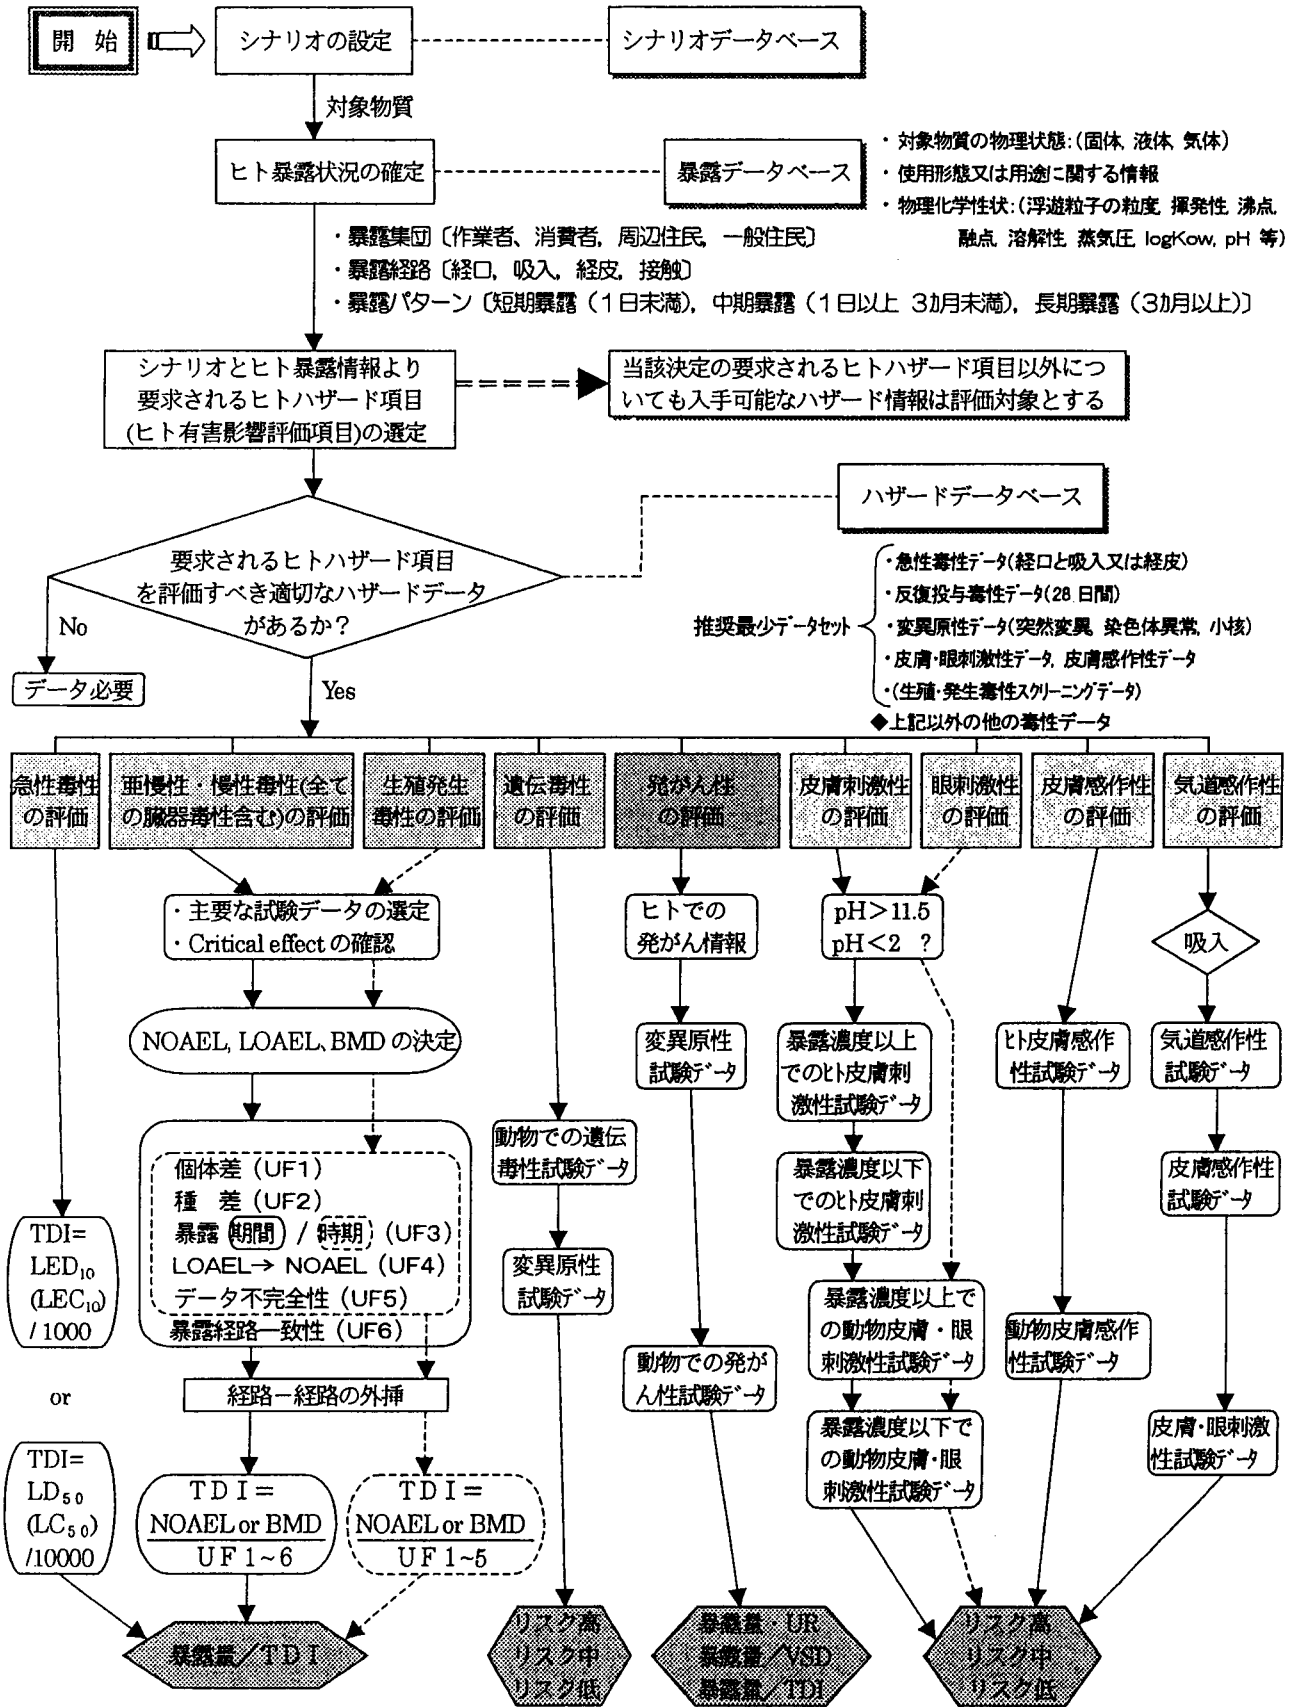 開 始
シナリオの設定
シナリオデータベース
対象物質
ヒト暴露状況の確定
暴露データベース
・対象物質の物理状態:(固体, 液体, 気体)
・使用形態又は用途に関する情報
・物理化学性状:(浮遊粒子の粒度, 揮発性, 沸点,
融点, 溶解性, 蒸気圧, logKow, pH 等)
・暴露集団〔作業者、消費者, 周辺住民, 一般住民〕
・暴露経路〔経口, 吸入, 経皮, 接触〕
・暴露パターン〔短期暴露(1日未満), 中期暴露(1日以上 3カ月未満), 長期暴露(3カ月以上)〕
シナリオとヒト暴露情報より
要求されるヒトハザード項目
(ヒト有害影響評価項目)の選定
当該決定の要求されるヒトハザード項目以外につ
いても入手可能なハザード情報は評価対象とする
ハザードデータベース
要求されるヒトハザード項目
を評価すべき適切なハザードデータ
があるか?
No
データ必要
Yes
推奨最少データセット
・急性毒性データ(経口と吸入又は経皮)
・反復投与毒性データ(28 日間)
・変異原性データ(突然変異, 染色体異常, 小核)
・皮膚・眼刺激性データ, 皮膚感作性データ
・(生殖・発生毒性スクリーニングデータ)
◆上記以外の他の毒性データ
急性毒性
の評価
亜慢性・慢性毒性(全て
の臓器毒性含む)の評価
生殖発生
毒性の評価
遺伝毒性
の評価
発がん性
の評価
皮膚刺激性
の評価
眼刺激性
の評価
皮膚感作性
の評価
気道感作性
の評価
・主要な試験データの選定
・Critical effect の確認
NOAEL, LOAEL、BMD の決定
個体差(UF1)
種 差(UF2)
暴露 期間 / 時期 (UF3)
LOAEL→ NOAEL (UF4)
データ不完全性(UF5)
暴露経路一致性(UF6)
経路−経路の外挿
TDI=
NOAEL or BMD
UF 1~6
TDI=
NOAEL or BMD
UF 1~5
TDI=
LED10
(LEC10)
/ 1000
or
TDI=
LD50
(LC50)
/10000
暴露量/TDI
動物での遺伝
毒性試験データ
変異原性
試験データ
リスク高
リスク中
リスク低
ヒトでの
発がん情報
変異原性
試験データ
動物での発が
ん性試験データ
暴露量・UR
暴露量/VSD
暴露量/TDI
pH>11.5
pH<2 ?
暴露濃度以上
でのヒト皮膚刺
激性試験データ
暴露濃度以下
でのヒト皮膚刺
激性試験データ
暴露濃度以上で
の動物皮膚・眼
刺激性試験データ
暴露濃度以下で
の動物皮膚・眼
刺激性試験データ
ヒト皮膚感作
性試験データ
動物皮膚感作
性試験データ
吸入
気道感作性
試験データ
皮膚感作性
試験データ
皮膚・眼刺激
性試験データ
リスク高
リスク中
リスク低